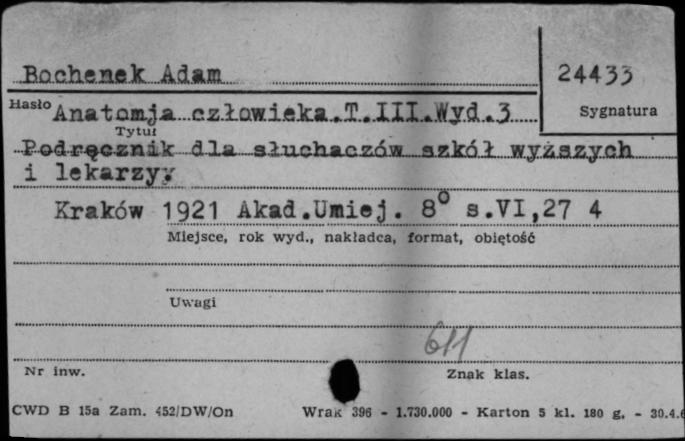 Bochenek Adam 24433
Hasło Sygnatura
Anatomja człowieka.T.III.Wyd.3
Tytuł
Podręcznik dla słuchaczów szkół wyższych
i lekarzy
Kraków 1921 Akad.Umiej. 8° s.VI,27 4
Miejsce, rok wyd., nakładca, format, objętość
Uwagi
611
Nr inw. Znak klas.
CWD B 15a Zam. 452/DW/On Wrak 396 - 1.730.000 - Karton 5 kl. 180 g. - 30.4.6